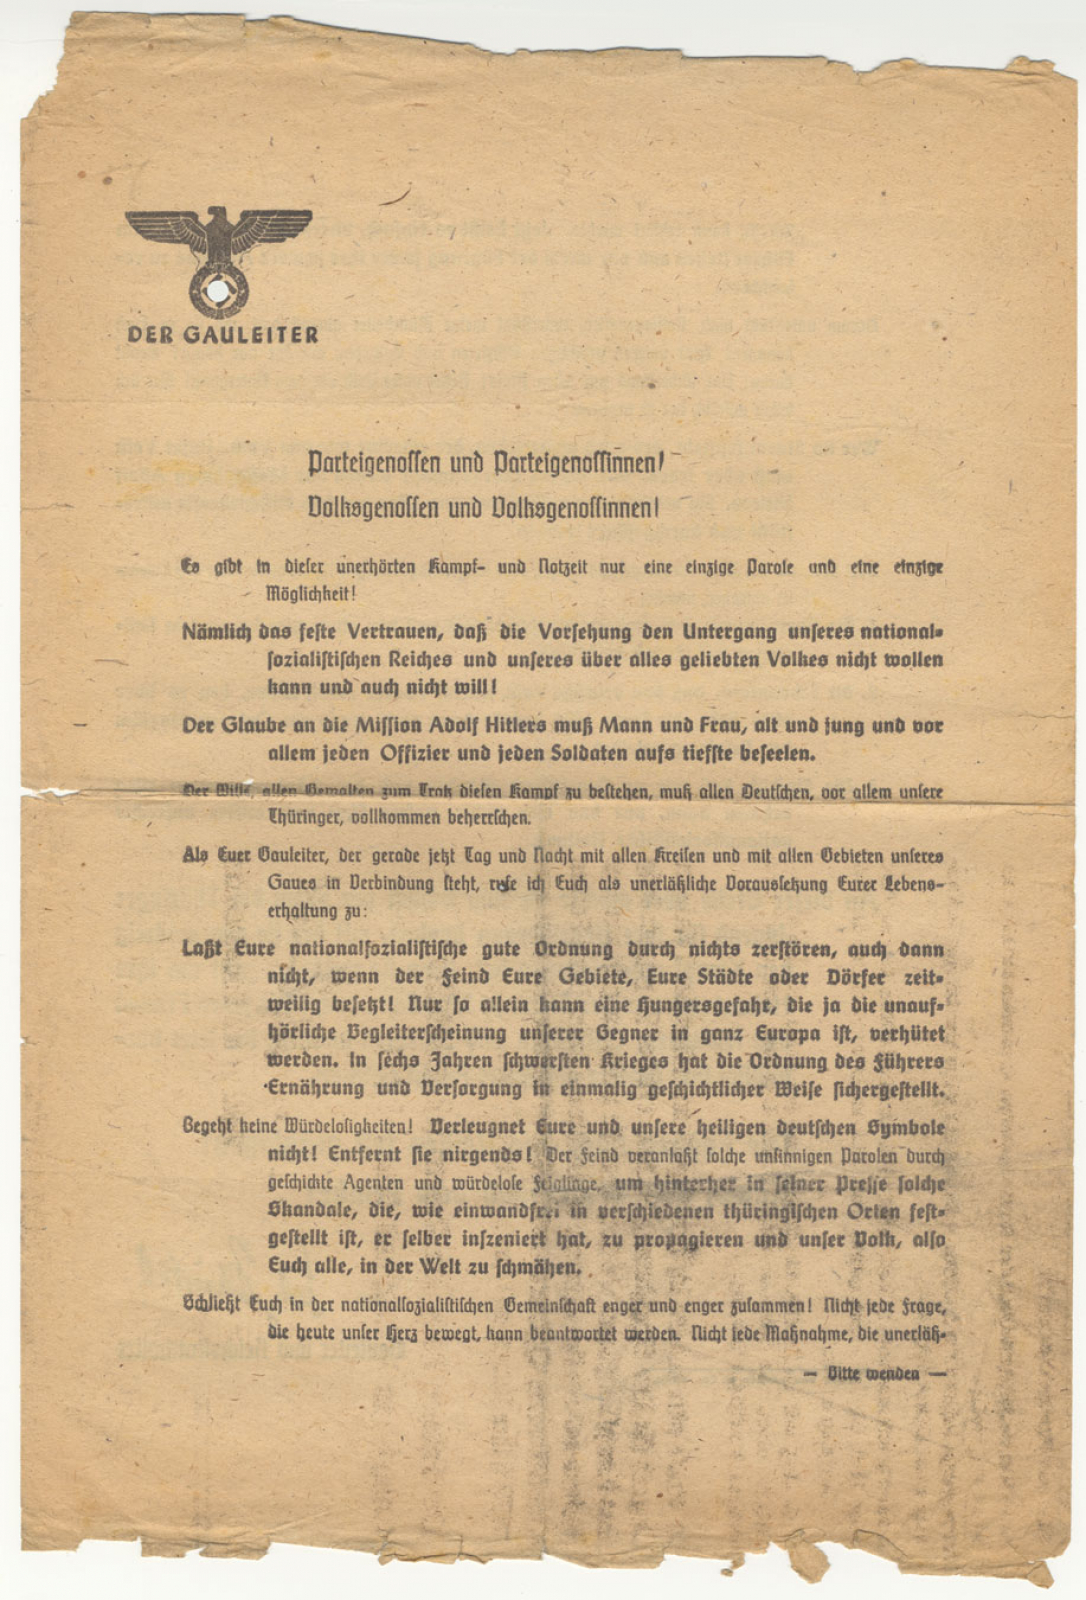 DER GAULEITER
Parteigenossen und Parteigenossinnen!
Volksgenossen und Volksgenossinnen!
Es gibt in dieser unerhörten Kampf- und Notzeit nur eine einzige Parole und eine einzige
Möglichkeit!
Nämlich das feste Vertrauen, daß die Vorsehung den Untergang unseres national-
sozialistischen Reiches und unseres über alles geliebten Volkes nicht wollen
kann und auch nicht will!
Der Glaube an die Mission Adolf Hitlers muß Mann und Frau, alt und jung und vor
allem jeden Offizier und jeden Soldaten aufs tiefste beseelen.
Der Wille, allen Gewalten zum Trotz diesen Kampf zu bestehen, muß allen Deutschen, vor allem unsere
Thüringer, vollkommen beherrschen.
Als Euer Gauleiter, der gerade jetzt Tag und Nacht mit allen Kreisen und mit allen Gebieten unseres
Gaues in Verbindung steht, rufe ich Euch als unerläßliche Voraussetzung Eurer Lebens-
erhaltung zu:
Laßt Eure nationalsozialistische gute Ordnung durch nichts zerstören, auch dann
nicht, wenn der Feind Eure Gebiete, Eure Städte oder Dörfer zeit-
weilig besetzt! Nur so allein kann eine Hungersgefahr, die ja die unauf-
hörliche Begleiterscheinung unserer Gegner in ganz Europa ist, verhütet
werden. In sechs Jahren schwersten Krieges hat die Ordnung des Führers
Ernährung und Versorgung in einmalig geschichtlicher Weise sichergestellt.
Begeht keine Würdelosigkeiten! Verleugnet Eure und unsere heiligen deutschen Symbole
nicht! Entfernt sie nirgends! Der Feind veranlaßt solche unsinnigen Parolen durch
geschickte Agenten und würdelose Feiglinge, um hinterher in seiner Presse solche
Skandale, die, wie einwandfrei in verschiedenen thüringischen Orten fest-
gestellt ist, er selber inszeniert hat, zu propagieren und unser Volk, also
Euch alle, in der Welt zu schmähen.
Schließt Euch in der nationalsozialistischen Gemeinschaft enger und enger zusammen! Nicht jede Frage,
die heute unser Herz bewegt, kann beantwortet werden. Nicht jede Maßnahme, die unerläß-
— Bitte wenden —